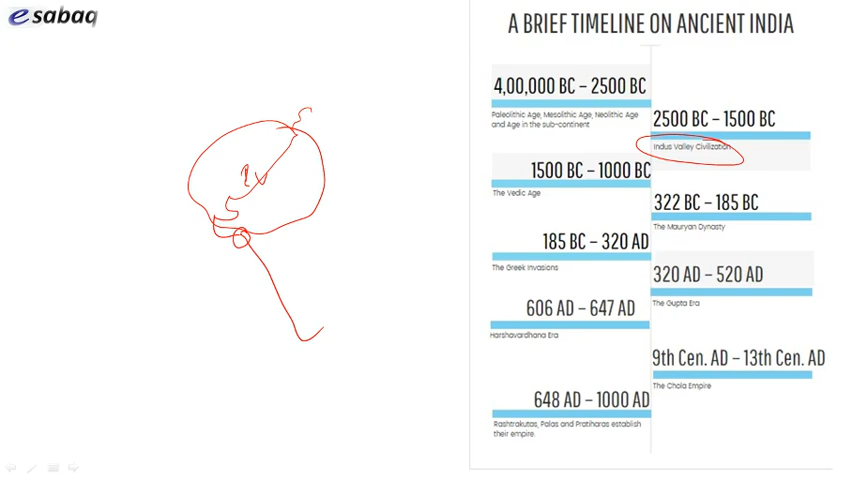 esabaq
A BRIEF TIMELINE ON ANCIENT INDIA
4,00,000 BC – 2500 BC
Paleolithic Age, Mesolithic Age, Neolithic Age
and Age in the sub-continent
2500 BC – 1500 BC
Indus Valley Civilization
1500 BC – 1000 BC
The Vedic Age
322 BC – 185 BC
The Mauryan Dynasty
185 BC – 320 AD
The Greek Invasions
320 AD – 520 AD
The Gupta Era
606 AD – 647 AD
Harshavardhana Era
9th Cen. AD – 13th Cen. AD
The Chola Empire
648 AD – 1000 AD
Rashtrakutas, Palas and Pratiharas establish
their empire.